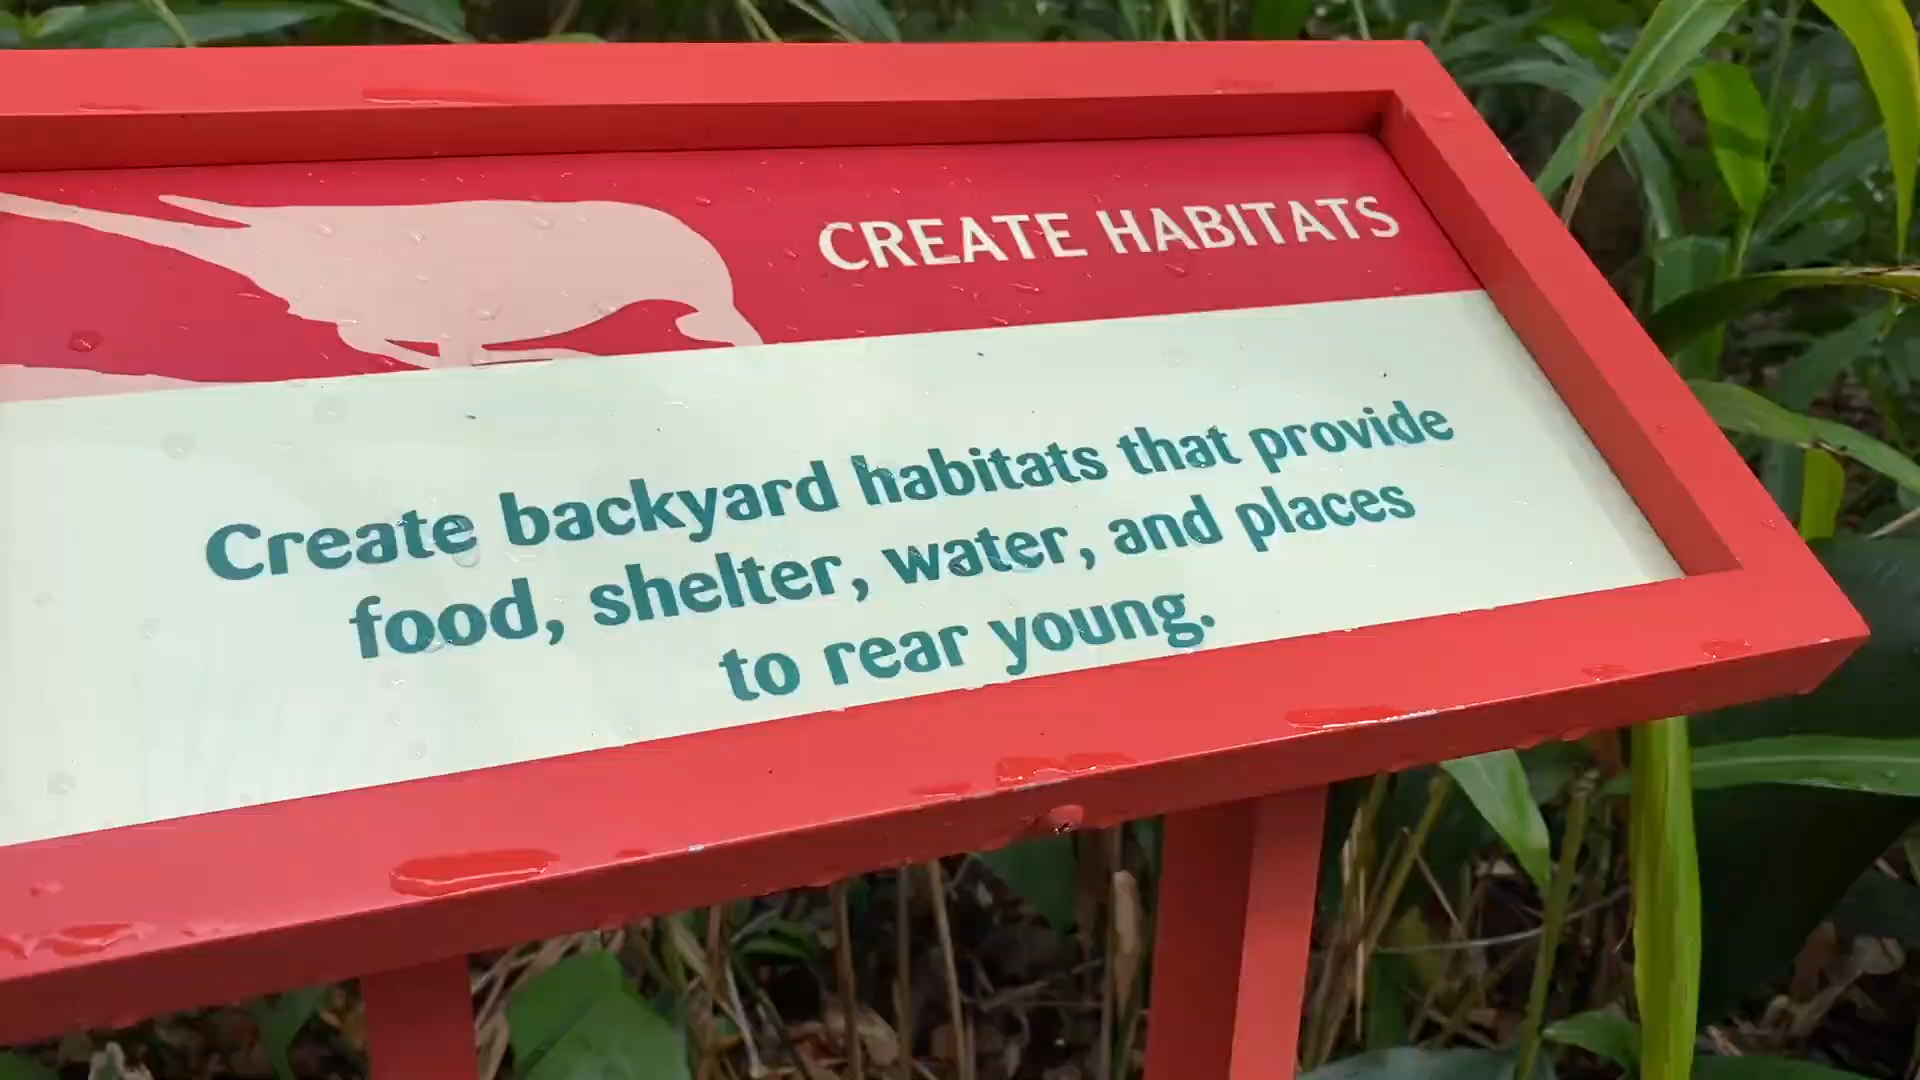 CREATE HABITATS
Create backyard habitats that provide
food, shelter, water, and places
to rear young.